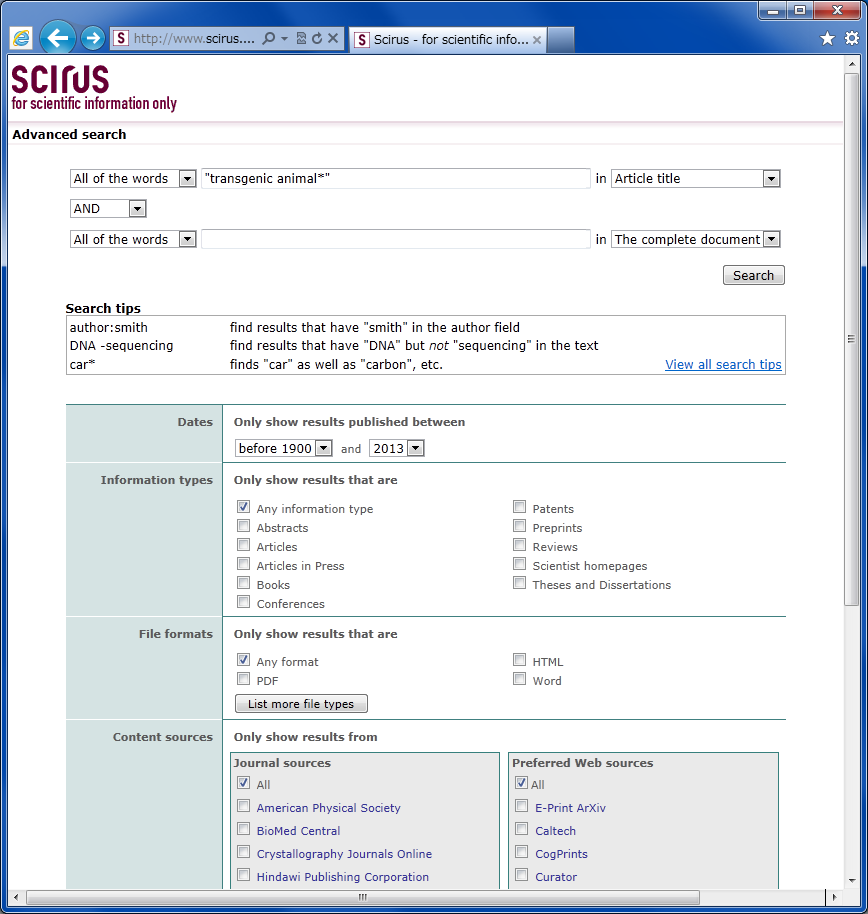 http://www.scirus....
Scirus - for scientific info...
SCIRUS
for scientific information only
Advanced search
All of the words "transgenic animal*" in Article title
AND
All of the words in The complete document
Search
Search tips
author:smith find results that have "smith" in the author field
DNA -sequencing find results that have "DNA" but not "sequencing" in the text
car* finds "car" as well as "carbon", etc. View all search tips
Dates Only show results published between
before 1900 and 2013
Information types Only show results that are
Any information type Patents
Abstracts Preprints
Articles Reviews
Articles in Press Scientist homepages
Books Theses and Dissertations
Conferences
File formats Only show results that are
Any format HTML
PDF Word
List more file types
Content sources Only show results from
Journal sources Preferred Web sources
All All
American Physical Society E-Print ArXiv
BioMed Central Caltech
Crystallography Journals Online CogPrints
Hindawi Publishing Corporation Curator